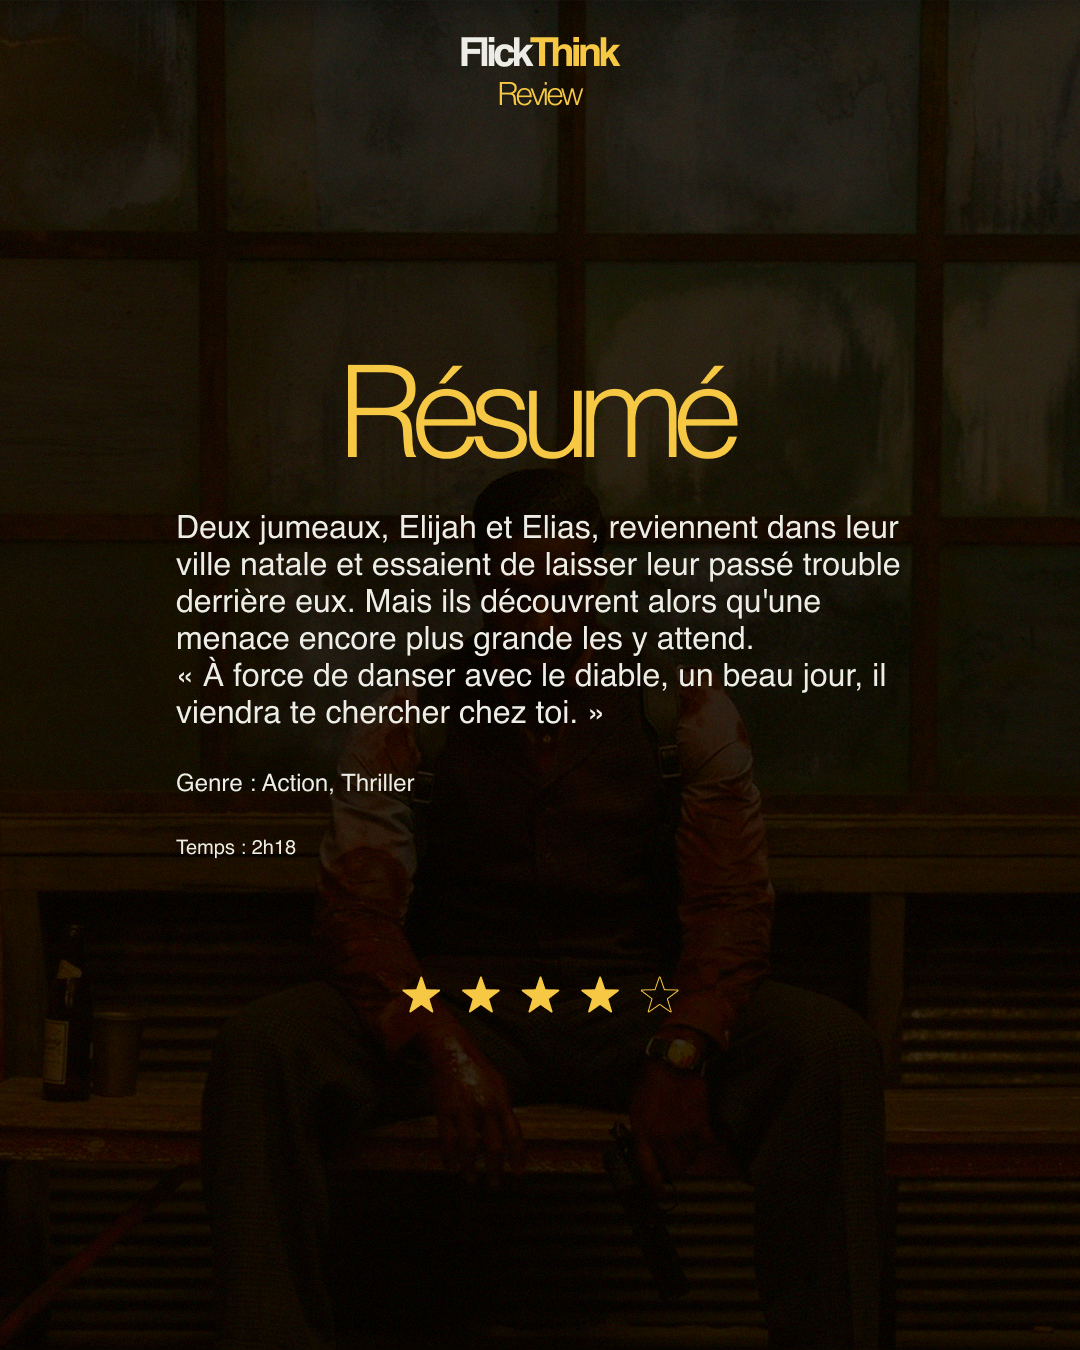 FlickThink
Review
Résumé
Deux jumeaux, Elijah et Elias, reviennent dans leur
ville natale et essaient de laisser leur passé trouble
derrière eux. Mais ils découvrent alors qu'une
menace encore plus grande les y attend.
« À force de danser avec le diable, un beau jour, il
viendra te chercher chez toi. »
Genre : Action, Thriller
Temps : 2h18